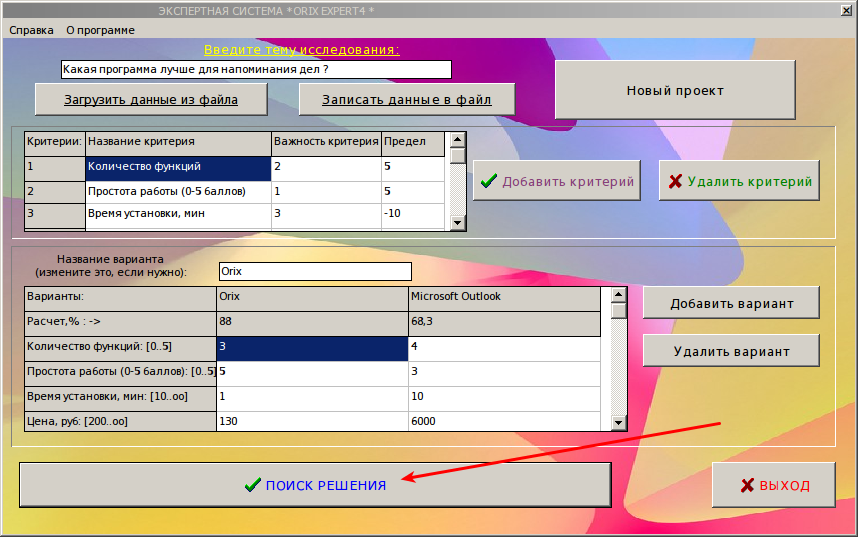 ЭКСПЕРТНАЯ СИСТЕМА *ORIX EXPERT4 *
Справка О программе
Введите тему исследования:
Какая программа лучше для напоминания дел ?
Загрузить данные из файла Записать данные в файл Новый проект
Критерии: Название критерия Важность критерия Предел
1 Количество функций 2 5
2 Простота работы (0-5 баллов) 1 5
3 Время установки, мин 3 -10
Добавить критерий Удалить критерий
Название варианта
(измените это, если нужно): Orix
Варианты: Orix Microsoft Outlook
Расчет,% : -> 88 68,3
Количество функций: [0..5] 3 4
Простота работы (0-5 баллов): [0..5] 5 3
Время установки, мин: [10..oo] 1 10
Цена, руб: [200..oo] 130 6000
Добавить вариант
Удалить вариант
ПОИСК РЕШЕНИЯ ВЫХОД